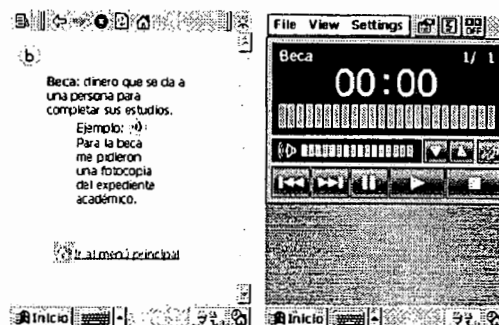 b
Beca: dinero que se da a
una persona para
completar sus estudios.
Ejemplo:
Para la beca
me pidieron
una fotocopia
del expediente
académico.
Ir al menú principal
Inicio
File View Settings
OFF
Beca 1/ 1
00:00
Inicio